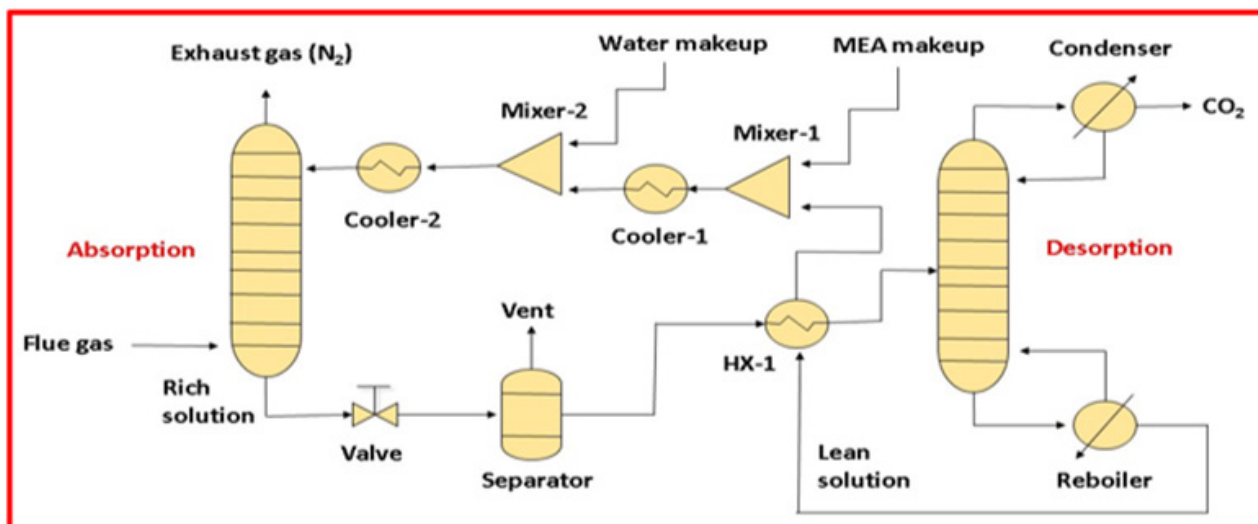 Water makeup
MEA makeup
Condenser
Exhaust gas (N₂)
Mixer-2
Mixer-1
CO₂
Cooler-2
Cooler-1
Absorption
Desorption
Vent
Flue gas
HX-1
Rich
solution
Valve
Separator
Lean
solution
Reboiler